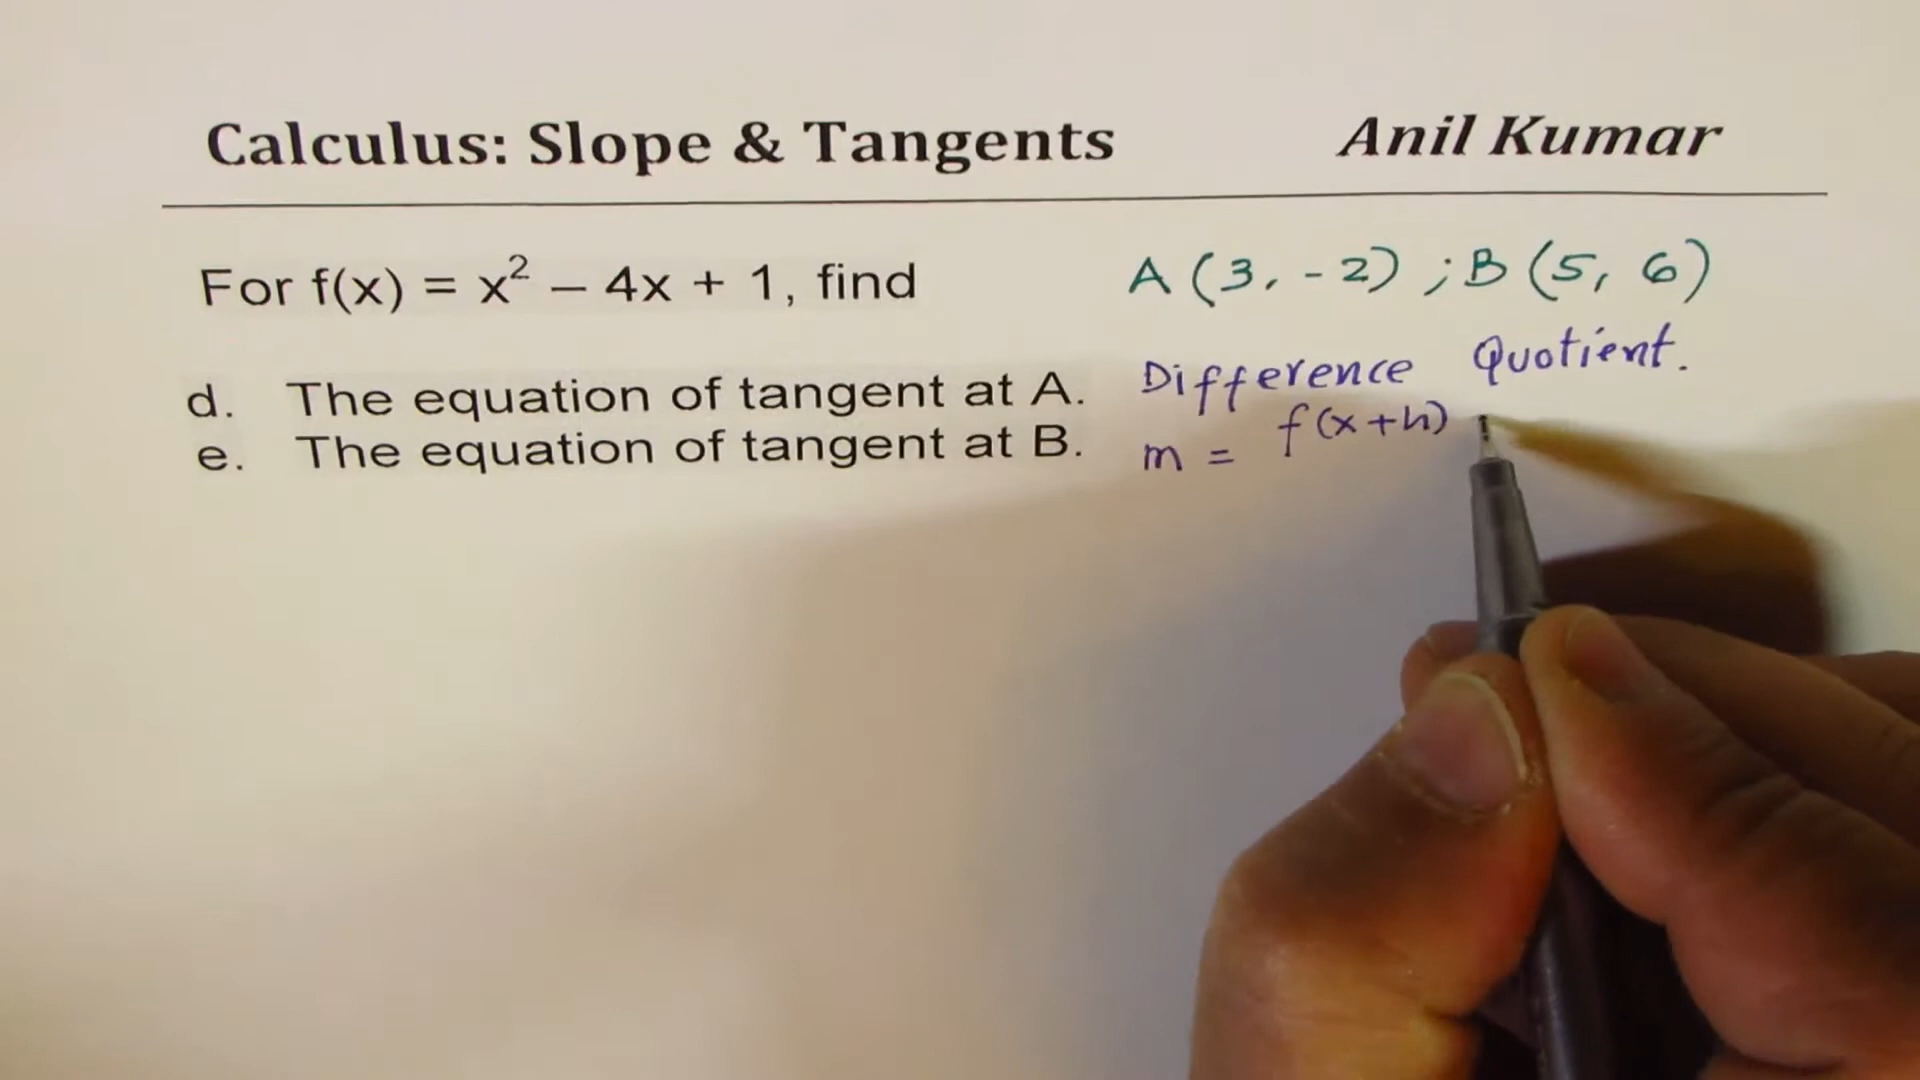 Calculus: Slope & Tangents Anil Kumar
For f(x) = x² – 4x + 1, find A (3, -2) ; B (5, 6)
Difference Quotient.
d. The equation of tangent at A.
m = f(x+h)
e. The equation of tangent at B.